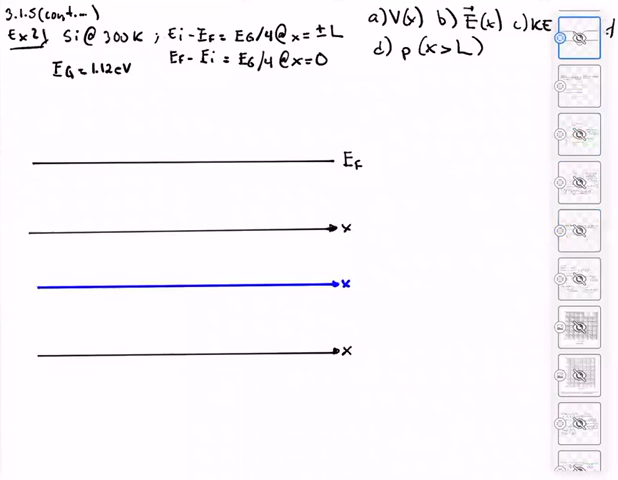 3.1.5 (cont...)
Ex 2) Si @ 300K ; Ei - EF = EG/4 @ x = ± L
EF - Ei = EG/4 @ x = 0
EG = 1.12eV
a) V(x) b) E⃗(x) c) KE
d) p (x > L)
EF
x
x
x